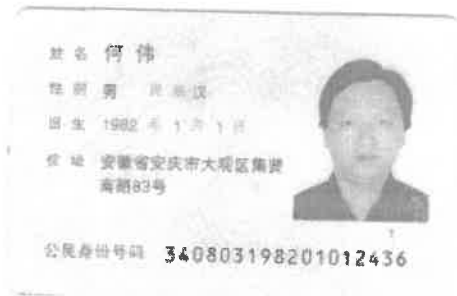 姓名 何伟
性别 男 民族 汉
出生 1982 年 1 月 1 日
住址 安徽省安庆市大观区集贤
南路83号
公民身份号码 340803198201012436